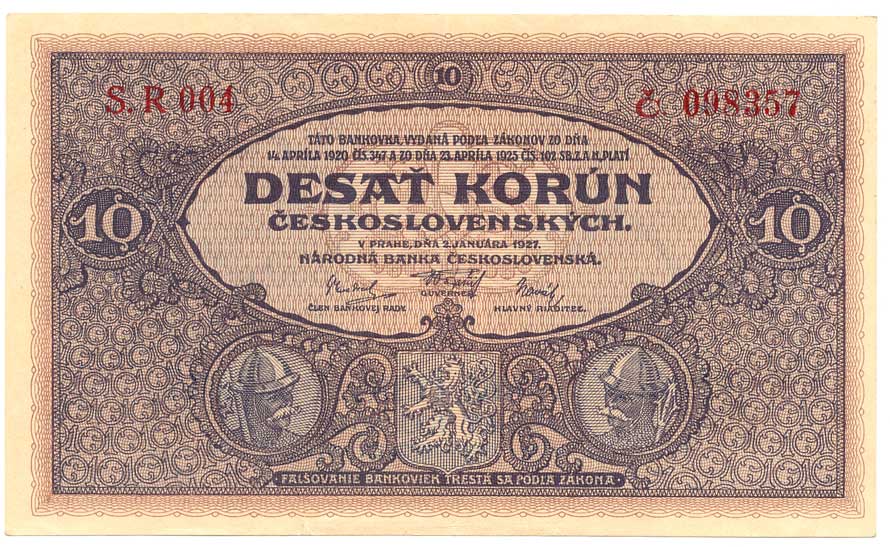 10
S. R 004
Č. 098357
TÁTO BANKOVKA VYDANÁ PODĽA ZÁKONOV ZO DŇA
14. APRÍLA 1920 ČÍS. 347 A ZO DŇA 23. APRÍLA 1925 ČÍS. 102 SB. Z. A N. PLATÍ
DESAŤ KORÚN
ČESKOSLOVENSKÝCH.
10
10
V PRAHE, DŇA 2. JANUÁRA 1927.
NÁRODNÁ BANKA ČESKOSLOVENSKÁ.
GUVERNÉR.
ČLEN BANKOVEJ RADY.
HLAVNÝ RIADITEĽ.
· FALŠOVANIE BANKOVIEK TRESTÁ SA PODĽA ZÁKONA ·